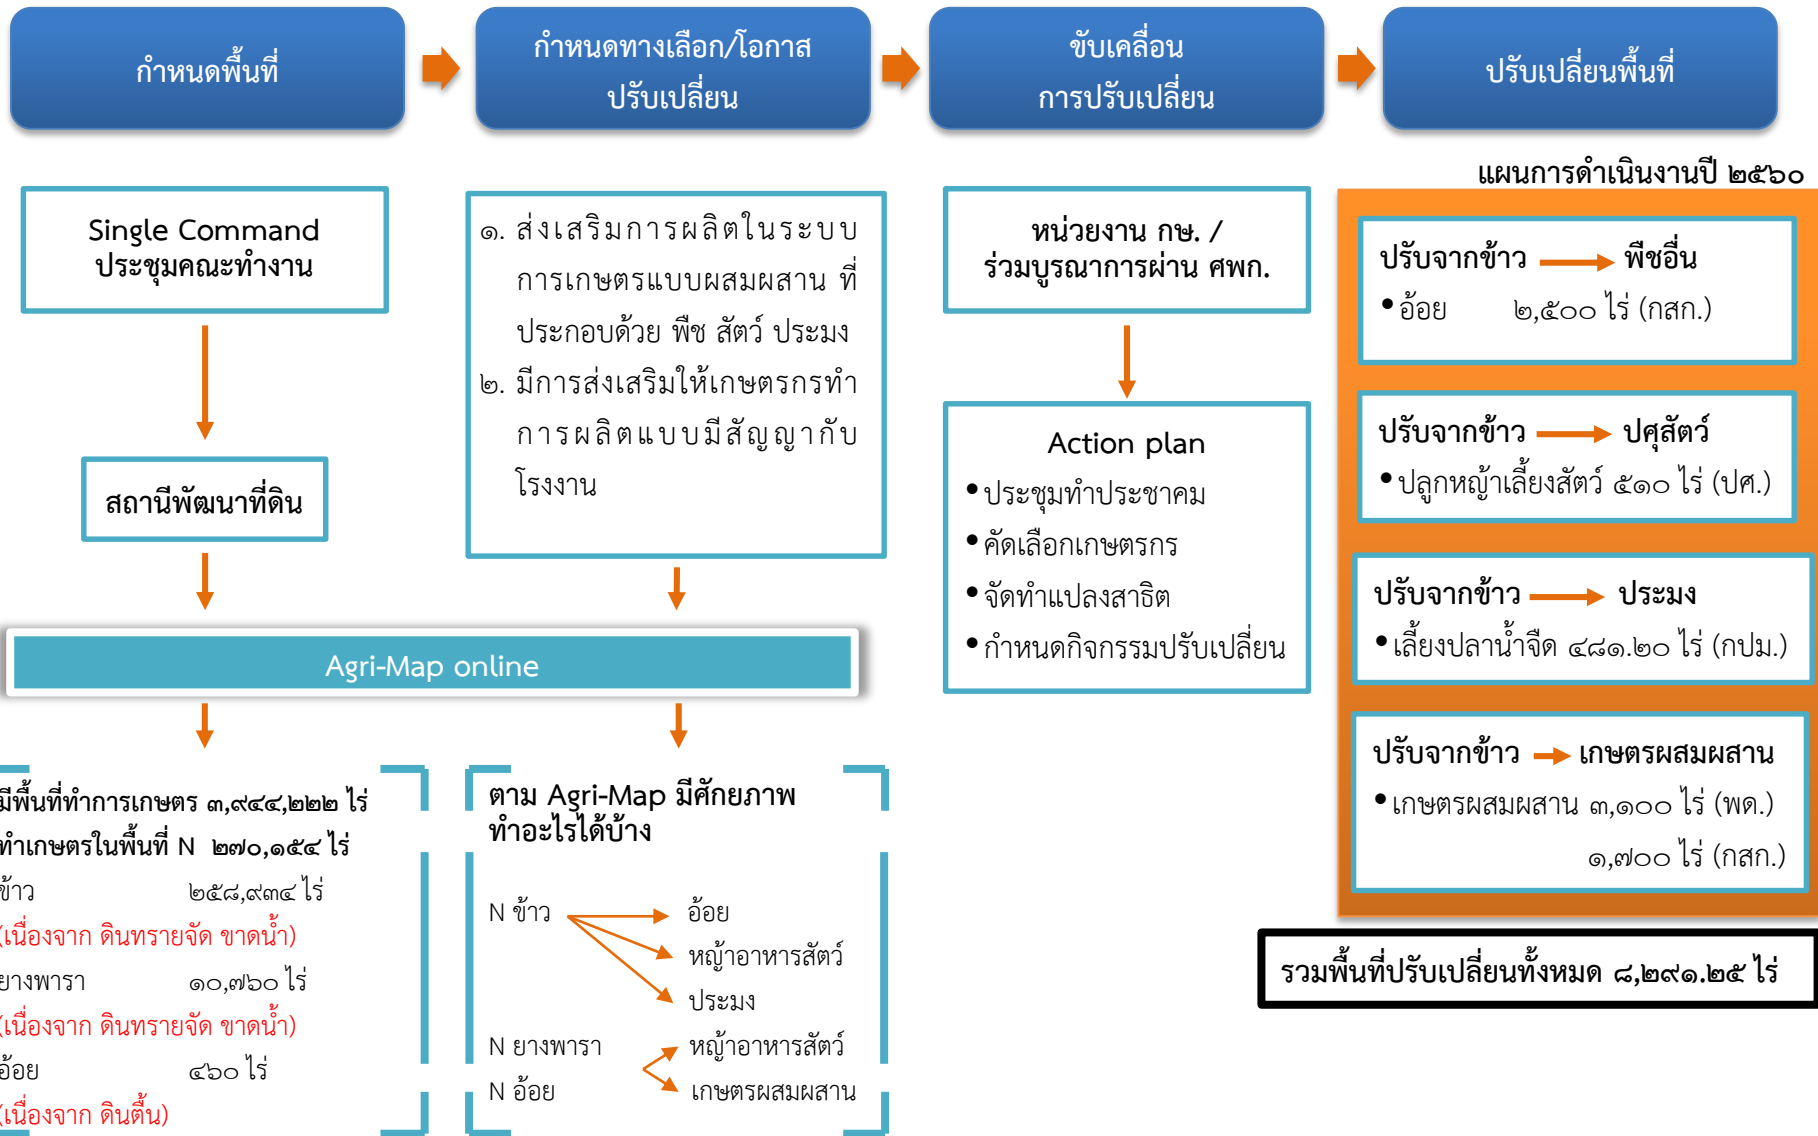 กำหนดพื้นที่
กำหนดทางเลือก/โอกาส
ปรับเปลี่ยน
ขับเคลื่อน
การปรับเปลี่ยน
ปรับเปลี่ยนพื้นที่
Single Command
ประชุมคณะทำงาน
สถานีพัฒนาที่ดิน
๑. ส่งเสริมการผลิตในระบบ
การเกษตรแบบผสมผสาน ที่
ประกอบด้วย พืช สัตว์ ประมง
๒. มีการส่งเสริมให้เกษตรกรทำ
การผลิตแบบมีสัญญากับ
โรงงาน
Agri-Map online
มีพื้นที่ทำการเกษตร ๓,๙๔๔,๒๒๒ ไร่
ทำเกษตรในพื้นที่ N ๒๗๐,๑๕๔ ไร่
ข้าว ๒๕๘,๙๓๔ ไร่
(เนื่องจาก ดินทรายจัด ขาดน้ำ)
ยางพารา ๑๐,๗๖๐ ไร่
(เนื่องจาก ดินทรายจัด ขาดน้ำ)
อ้อย ๔๖๐ ไร่
(เนื่องจาก ดินตื้น)
ตาม Agri-Map มีศักยภาพ
ทำอะไรได้บ้าง
N ข้าว อ้อย
หญ้าอาหารสัตว์
ประมง
N ยางพารา หญ้าอาหารสัตว์
N อ้อย เกษตรผสมผสาน
หน่วยงาน กษ. /
ร่วมบูรณาการผ่าน ศพก.
Action plan
•ประชุมทำประชาคม
•คัดเลือกเกษตรกร
•จัดทำแปลงสาธิต
•กำหนดกิจกรรมปรับเปลี่ยน
แผนการดำเนินงานปี ๒๕๖๐
ปรับจากข้าว พืชอื่น
•อ้อย ๒,๕๐๐ ไร่ (กสก.)
ปรับจากข้าว ปศุสัตว์
•ปลูกหญ้าเลี้ยงสัตว์ ๕๑๐ ไร่ (ปศ.)
ปรับจากข้าว ประมง
•เลี้ยงปลาน้ำจืด ๔๘๑.๒๐ ไร่ (กปม.)
ปรับจากข้าว เกษตรผสมผสาน
•เกษตรผสมผสาน ๓,๑๐๐ ไร่ (พด.)
๑,๗๐๐ ไร่ (กสก.)
รวมพื้นที่ปรับเปลี่ยนทั้งหมด ๘,๒๙๑.๒๕ ไร่